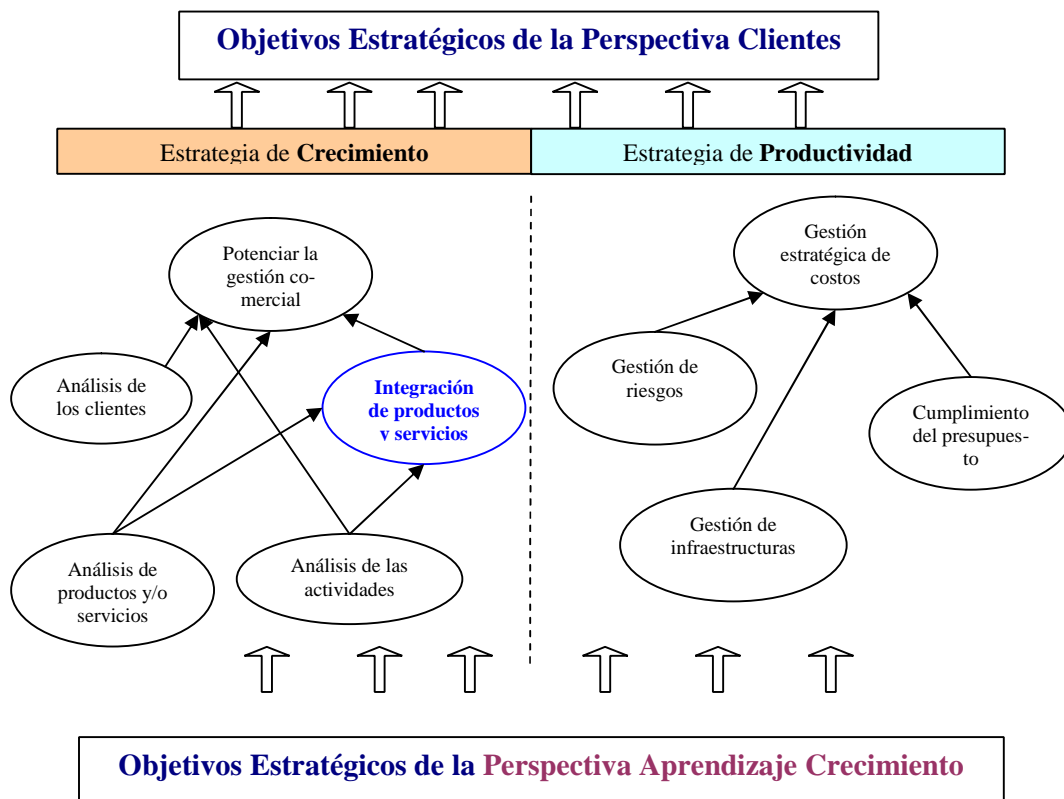 Objetivos Estratégicos de la Perspectiva Clientes
Estrategia de Crecimiento
Estrategia de Productividad
Potenciar la
gestión co-
mercial
Gestión
estratégica de
costos
Análisis de
los clientes
Integración
de productos
y servicios
Gestión de
riesgos
Cumplimiento
del presupues-
to
Análisis de
productos y/o
servicios
Análisis de las
actividades
Gestión de
infraestructuras
Objetivos Estratégicos de la Perspectiva Aprendizaje Crecimiento